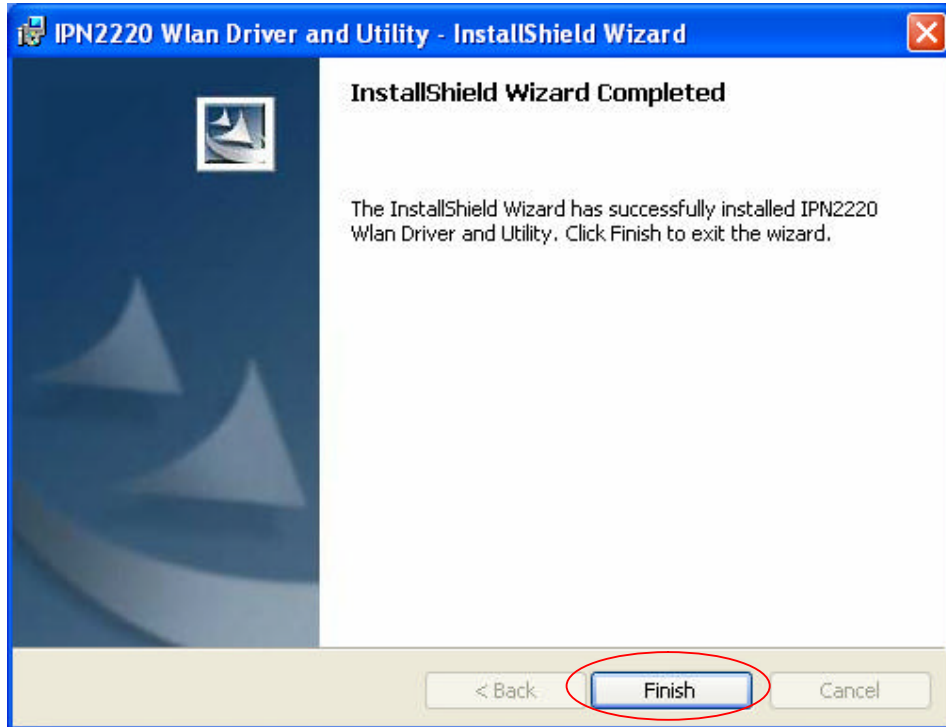 IPN2220 Wlan Driver and Utility - InstallShield Wizard
InstallShield Wizard Completed
The InstallShield Wizard has successfully installed IPN2220
Wlan Driver and Utility. Click Finish to exit the wizard.
< Back Finish Cancel